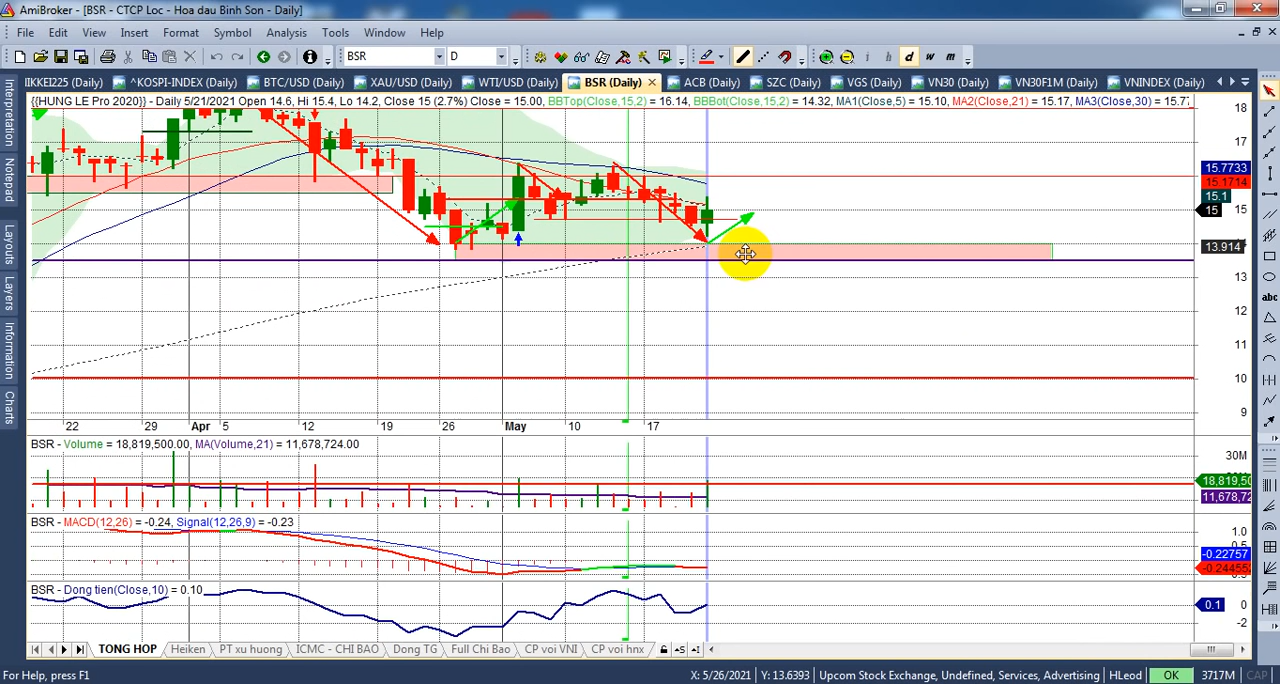 AmiBroker - [BSR - CTCP Loc - Hoa dau Binh Son - Daily]
File Edit View Insert Format Symbol Analysis Tools Window Help
BSR D i h d w m
IKKEI225 (Daily) ^KOSPI-INDEX (Daily) BTC/USD (Daily) XAU/USD (Daily) WTI/USD (Daily) BSR (Daily) ACB (Daily) SZC (Daily) VGS (Daily) VN30 (Daily) VN30F1M (Daily) VNINDEX (Daily)
{{HUNG LE Pro 2020}} - Daily 5/21/2021 Open 14.6, Hi 15.4, Lo 14.2, Close 15 (2.7%) Close = 15.00, BBTop(Close,15,2) = 16.14, BBBot(Close,15,2) = 14.32, MA1(Close,5) = 15.10, MA2(Close,21) = 15.17, MA3(Close,30) = 15.77
Interpretation
Notepad
Layouts
Layers
Information
Charts
18
17
15.7733
15.1714
15.1
15
15
13.914
13
12
11
10
9
22 29 Apr 5 12 19 26 May 10 17
BSR - Volume = 18,819,500.00, MA(Volume,21) = 11,678,724.00
30M
18,819,50
11,678,72
BSR - MACD(12,26) = -0.24, Signal(12,26,9) = -0.23
1.0
0.5
-0.22757
-0.244552
BSR - Dong tien(Close,10) = 0.10
0.1 0
-2
TONG HOP Heiken PT xu huong ICMC - CHI BAO Dong TG Full Chi Bao CP voi VNI CP voi hnx
abc
For Help, press F1 X: 5/26/2021 Y: 13.6393 Upcom Stock Exchange, Undefined, Services, Advertising HLeod OK 3717M CAP